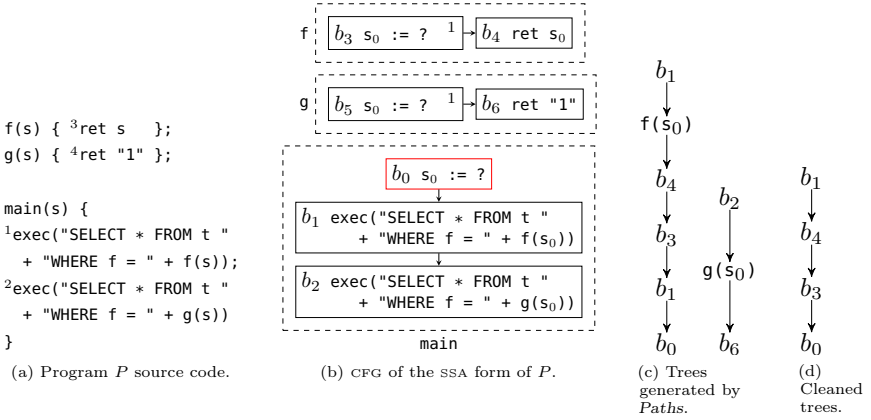 f(s) { ³ret s };
g(s) { ⁴ret "1" };
main(s) {
¹exec("SELECT * FROM t "
+ "WHERE f = " + f(s));
²exec("SELECT * FROM t "
+ "WHERE f = " + g(s))
}
(a) Program P source code.
f
b₃ s₀ := ? ¹
b₄ ret s₀
g
b₅ s₀ := ? ¹
b₆ ret "1"
b₀ s₀ := ?
b₁ exec("SELECT * FROM t "
+ "WHERE f = " + f(s₀))
b₂ exec("SELECT * FROM t "
+ "WHERE f = " + g(s₀))
main
(b) CFG of the SSA form of P.
b₁
f(s₀)
b₄
b₃
b₁
b₀
b₂
g(s₀)
b₆
(c) Trees
generated by
Paths.
b₁
b₄
b₃
b₀
(d)
Cleaned
trees.